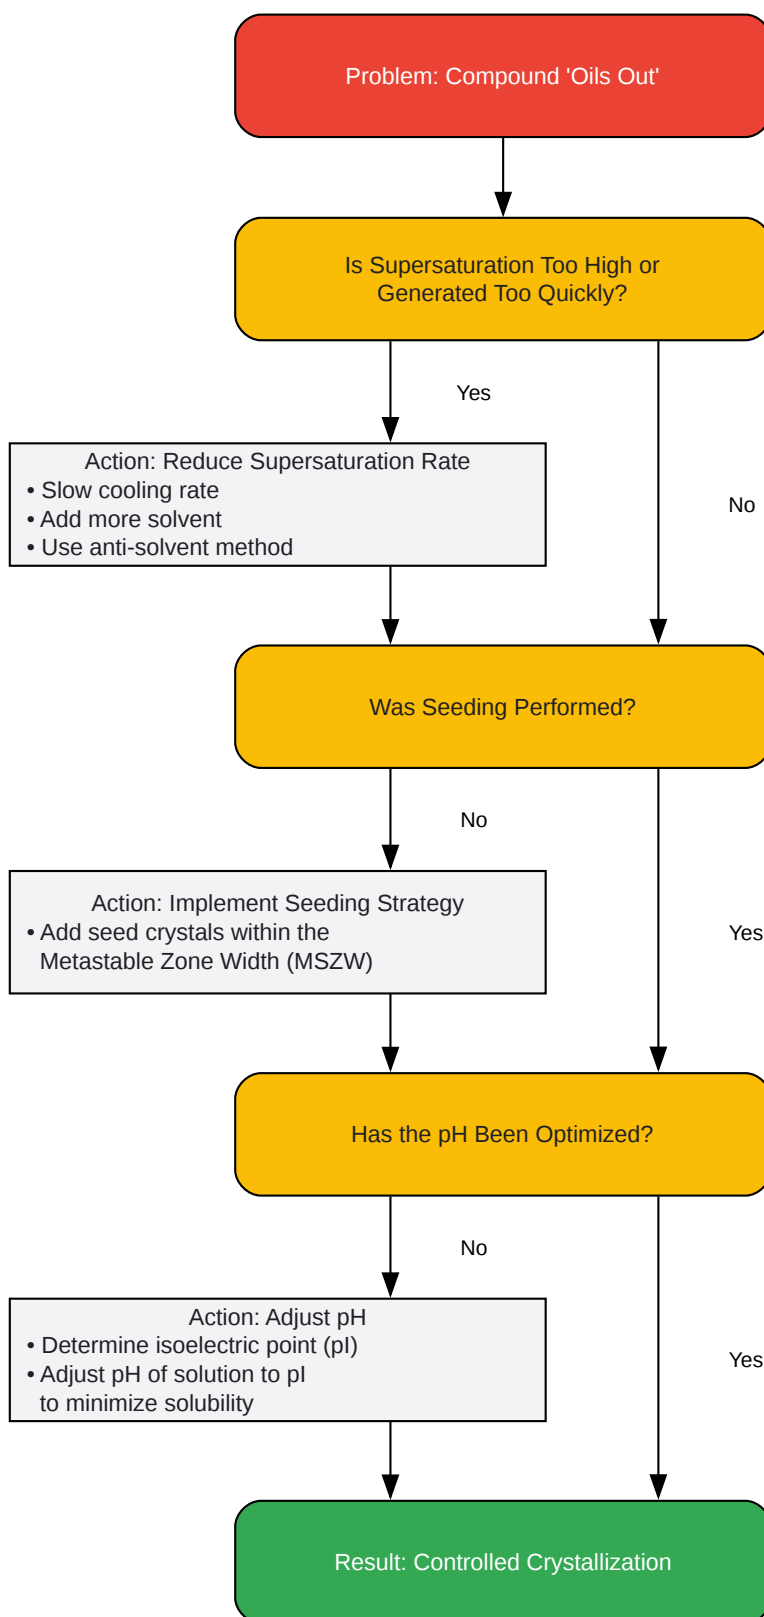 Problem: Compound 'Oils Out'
Is Supersaturation Too High or
Generated Too Quickly?
Yes
Action: Reduce Supersaturation Rate
• Slow cooling rate
• Add more solvent
• Use anti-solvent method
No
Was Seeding Performed?
No
Action: Implement Seeding Strategy
• Add seed crystals within the
Metastable Zone Width (MSZW)
Yes
Has the pH Been Optimized?
No
Action: Adjust pH
• Determine isoelectric point (pI)
• Adjust pH of solution to pI
to minimize solubility
Yes
Result: Controlled Crystallization